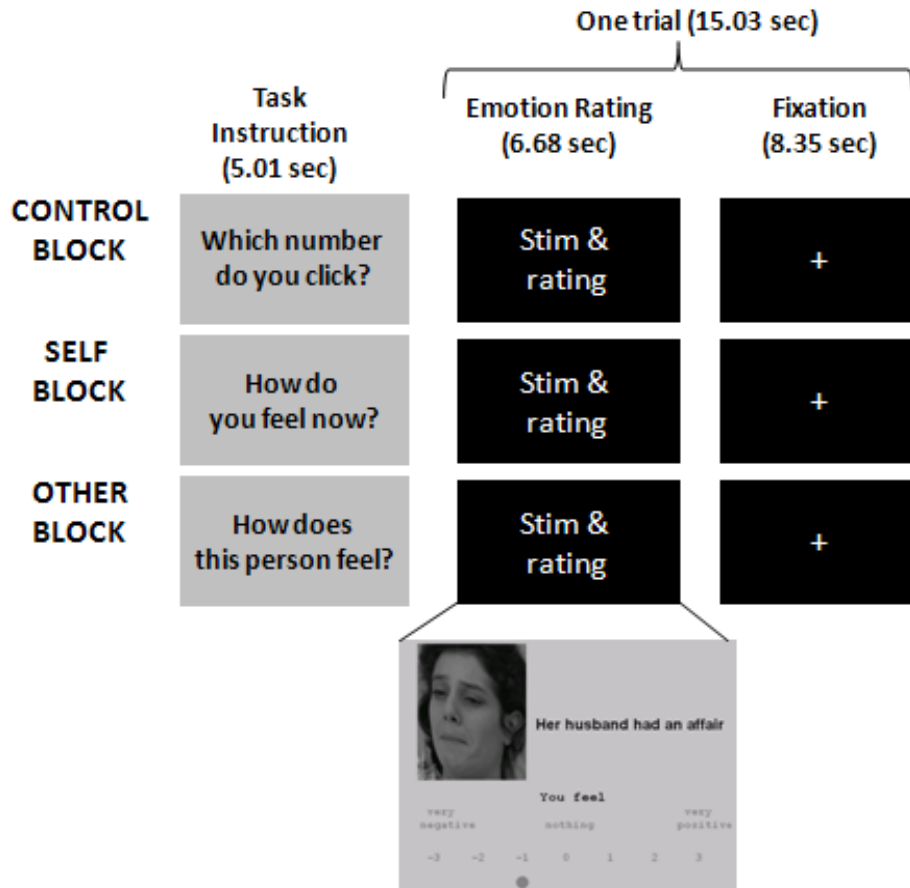 One trial (15.03 sec)
Task
Instruction
(5.01 sec)
Emotion Rating
(6.68 sec)
Fixation
(8.35 sec)
CONTROL
BLOCK
Which number
do you click?
Stim &
rating
+
SELF
BLOCK
How do
you feel now?
Stim &
rating
+
OTHER
BLOCK
How does
this person feel?
Stim &
rating
+
Her husband had an affair
You feel
very
negative
nothing
very
positive
-3 -2 -1 0 1 2 3